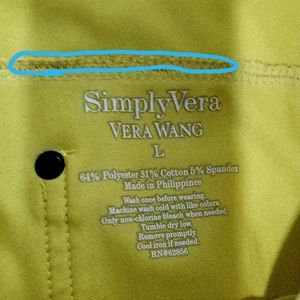 SimplyVera
VERA WANG
L
64% Polyester 31% Cotton 5% Spandex
Made in Philippines
Wash once before wearing.
Machine wash cold with like colors.
Only non-chlorine bleach when needed.
Tumble dry low.
Remove promptly.
Cool iron if needed.
RN#62856